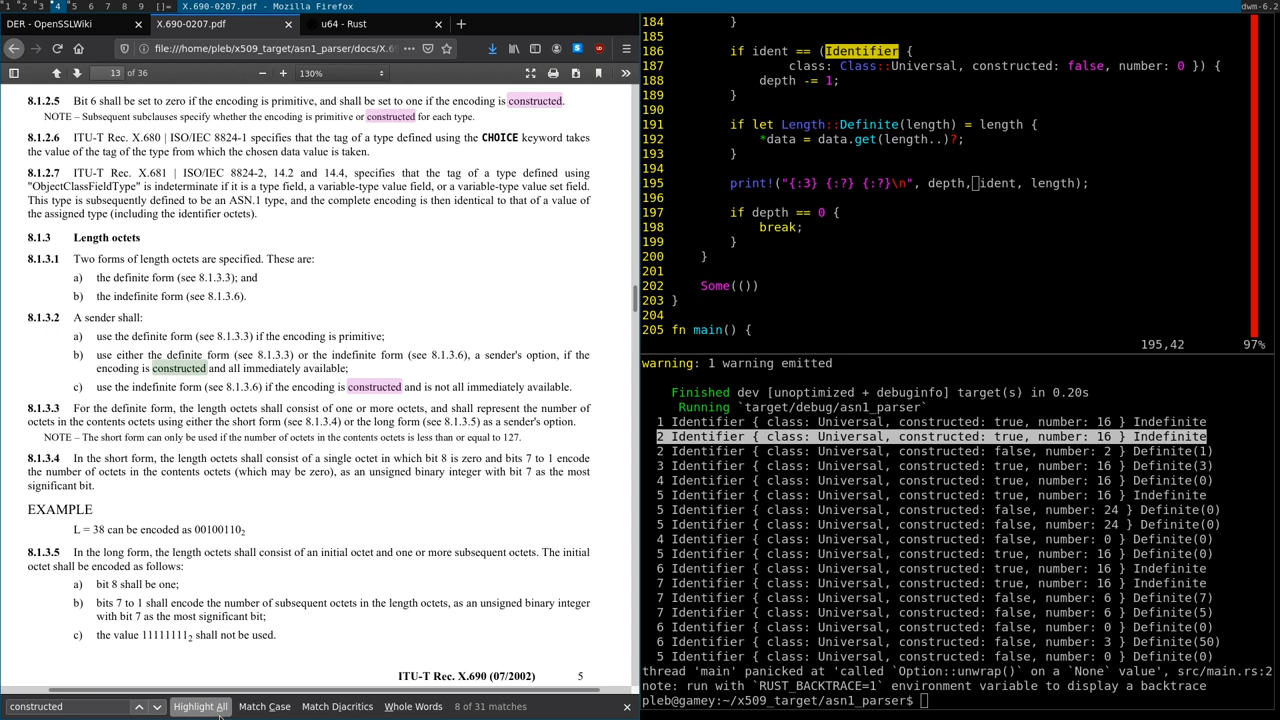 1 2 3 4 5 6 7 8 9 []= X.690-0207.pdf - Mozilla Firefox dwm-6.2
DER - OpenSSLWiki X.690-0207.pdf u64 - Rust
file:///home/pleb/x509_target/asn1_parser/docs/X.69
13 of 36 130%
8.1.2.5 Bit 6 shall be set to zero if the encoding is primitive, and shall be set to one if the encoding is constructed.
NOTE – Subsequent subclauses specify whether the encoding is primitive or constructed for each type.
8.1.2.6 ITU-T Rec. X.680 | ISO/IEC 8824-1 specifies that the tag of a type defined using the CHOICE keyword takes
the value of the tag of the type from which the chosen data value is taken.
8.1.2.7 ITU-T Rec. X.681 | ISO/IEC 8824-2, 14.2 and 14.4, specifies that the tag of a type defined using
"ObjectClassFieldType" is indeterminate if it is a type field, a variable-type value field, or a variable-type value set field.
This type is subsequently defined to be an ASN.1 type, and the complete encoding is then identical to that of a value of
the assigned type (including the identifier octets).
8.1.3 Length octets
8.1.3.1 Two forms of length octets are specified. These are:
a) the definite form (see 8.1.3.3); and
b) the indefinite form (see 8.1.3.6).
8.1.3.2 A sender shall:
a) use the definite form (see 8.1.3.3) if the encoding is primitive;
b) use either the definite form (see 8.1.3.3) or the indefinite form (see 8.1.3.6), a sender's option, if the
encoding is constructed and all immediately available;
c) use the indefinite form (see 8.1.3.6) if the encoding is constructed and is not all immediately available.
8.1.3.3 For the definite form, the length octets shall consist of one or more octets, and shall represent the number of
octets in the contents octets using either the short form (see 8.1.3.4) or the long form (see 8.1.3.5) as a sender's option.
NOTE – The short form can only be used if the number of octets in the contents octets is less than or equal to 127.
8.1.3.4 In the short form, the length octets shall consist of a single octet in which bit 8 is zero and bits 7 to 1 encode
the number of octets in the contents octets (which may be zero), as an unsigned binary integer with bit 7 as the most
significant bit.
EXAMPLE
L = 38 can be encoded as 00100110₂
8.1.3.5 In the long form, the length octets shall consist of an initial octet and one or more subsequent octets. The initial
octet shall be encoded as follows:
a) bit 8 shall be one;
b) bits 7 to 1 shall encode the number of subsequent octets in the length octets, as an unsigned binary integer
with bit 7 as the most significant bit;
c) the value 11111111₂ shall not be used.
ITU-T Rec. X.690 (07/2002) 5
constructed Highlight All Match Case Match Diacritics Whole Words 8 of 31 matches
184 }
185
186 if ident == (Identifier {
187 class: Class::Universal, constructed: false, number: 0 }) {
188 depth -= 1;
189 }
190
191 if let Length::Definite(length) = length {
192 *data = data.get(length..)?;
193 }
194
195 print!("{:3} {:?} {:?}\n", depth, ident, length);
196
197 if depth == 0 {
198 break;
199 }
200 }
201
202 Some(())
203 }
204
205 fn main() {
195,42 97%
warning: 1 warning emitted
Finished dev [unoptimized + debuginfo] target(s) in 0.20s
Running `target/debug/asn1_parser`
1 Identifier { class: Universal, constructed: true, number: 16 } Indefinite
2 Identifier { class: Universal, constructed: true, number: 16 } Indefinite
2 Identifier { class: Universal, constructed: false, number: 2 } Definite(1)
3 Identifier { class: Universal, constructed: true, number: 16 } Definite(3)
4 Identifier { class: Universal, constructed: true, number: 16 } Definite(0)
5 Identifier { class: Universal, constructed: true, number: 16 } Indefinite
5 Identifier { class: Universal, constructed: false, number: 24 } Definite(0)
5 Identifier { class: Universal, constructed: false, number: 24 } Definite(0)
4 Identifier { class: Universal, constructed: false, number: 0 } Definite(0)
5 Identifier { class: Universal, constructed: true, number: 16 } Definite(0)
6 Identifier { class: Universal, constructed: true, number: 16 } Indefinite
7 Identifier { class: Universal, constructed: true, number: 16 } Indefinite
7 Identifier { class: Universal, constructed: false, number: 6 } Definite(7)
7 Identifier { class: Universal, constructed: false, number: 6 } Definite(5)
6 Identifier { class: Universal, constructed: false, number: 0 } Definite(0)
6 Identifier { class: Universal, constructed: false, number: 3 } Definite(50)
5 Identifier { class: Universal, constructed: false, number: 0 } Definite(0)
thread 'main' panicked at 'called `Option::unwrap()` on a `None` value', src/main.rs:2
note: run with `RUST_BACKTRACE=1` environment variable to display a backtrace
pleb@gamey:~/x509_target/asn1_parser$